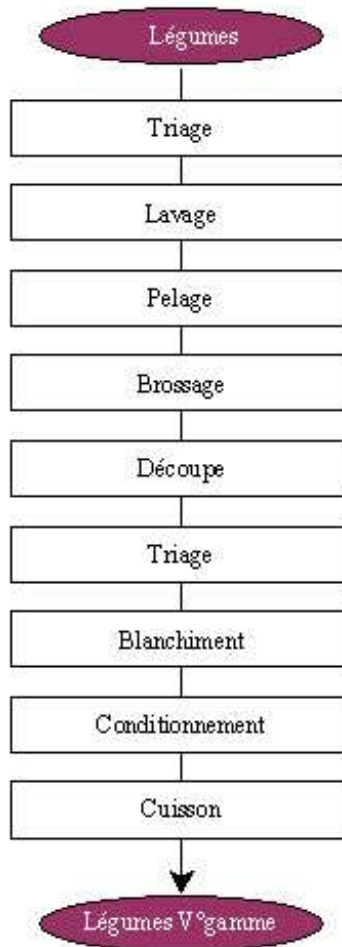 Légumes
Triage
Lavage
Pelage
Brossage
Découpe
Triage
Blanchiment
Conditionnement
Cuisson
Légumes V°gamme